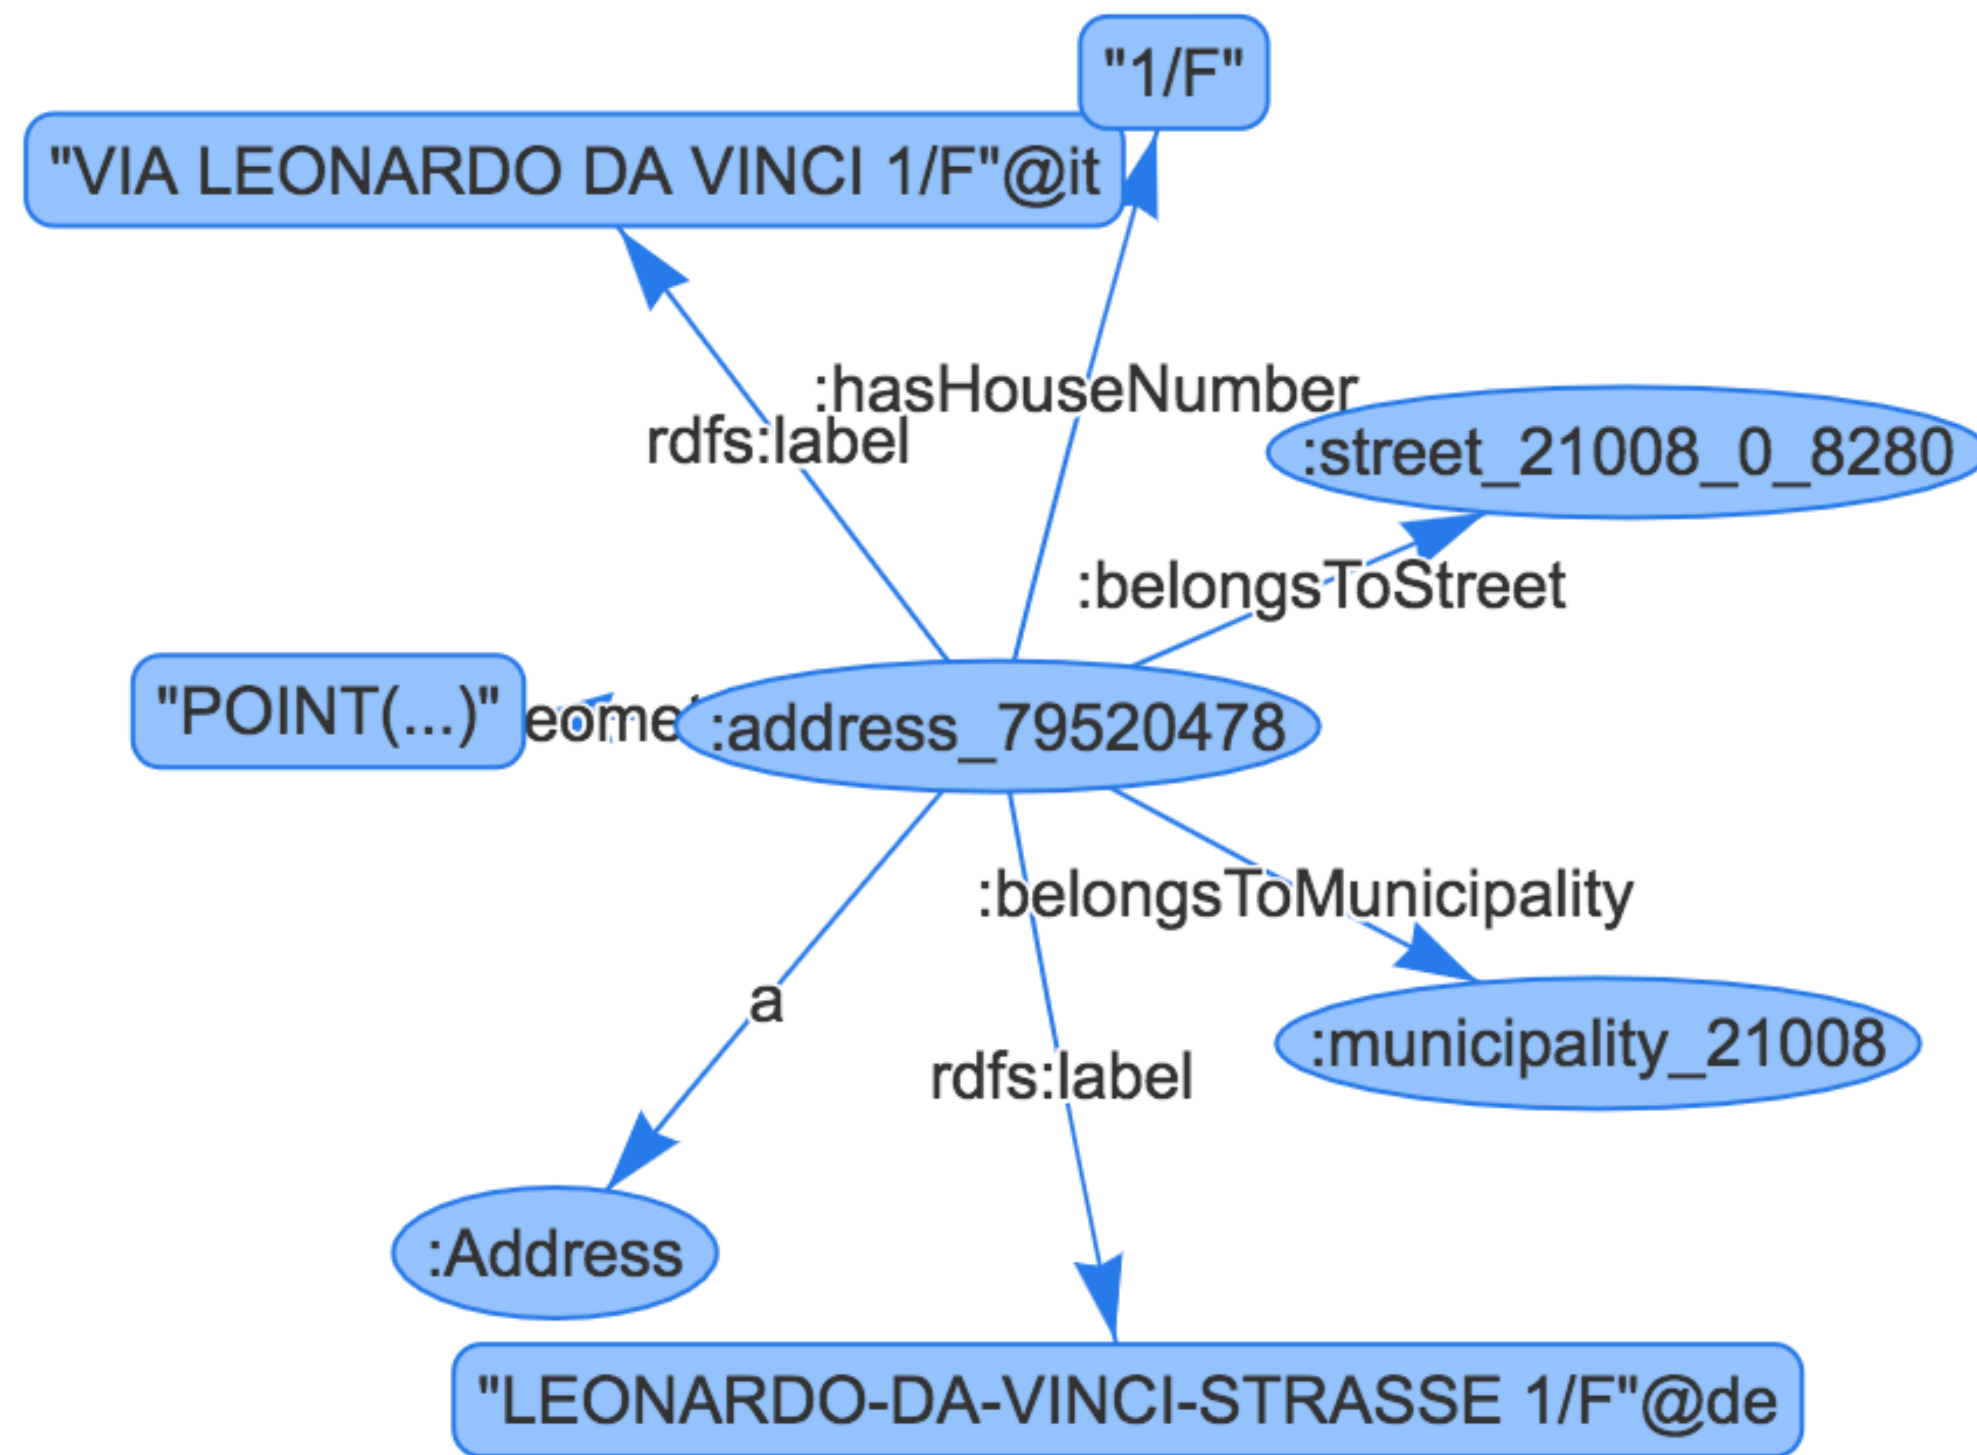 "1/F"
"VIA LEONARDO DA VINCI 1/F"@it
:hasHouseNumber
rdfs:label
:street_21008_0_8280
:belongsToStreet
"POINT(...)"
:address_79520478
:belongsToMunicipality
a
:municipality_21008
rdfs:label
:Address
"LEONARDO-DA-VINCI-STRASSE 1/F"@de